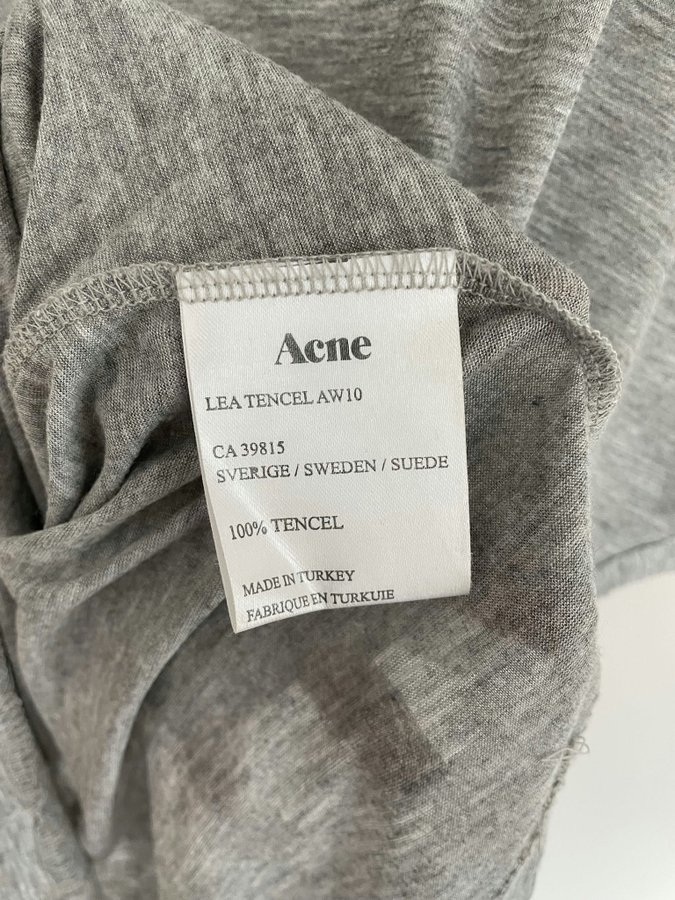 Acne
LEA TENCEL AW10
CA 39815
SVERIGE / SWEDEN / SUEDE
100% TENCEL
MADE IN TURKEY
FABRIQUE EN TURKUIE